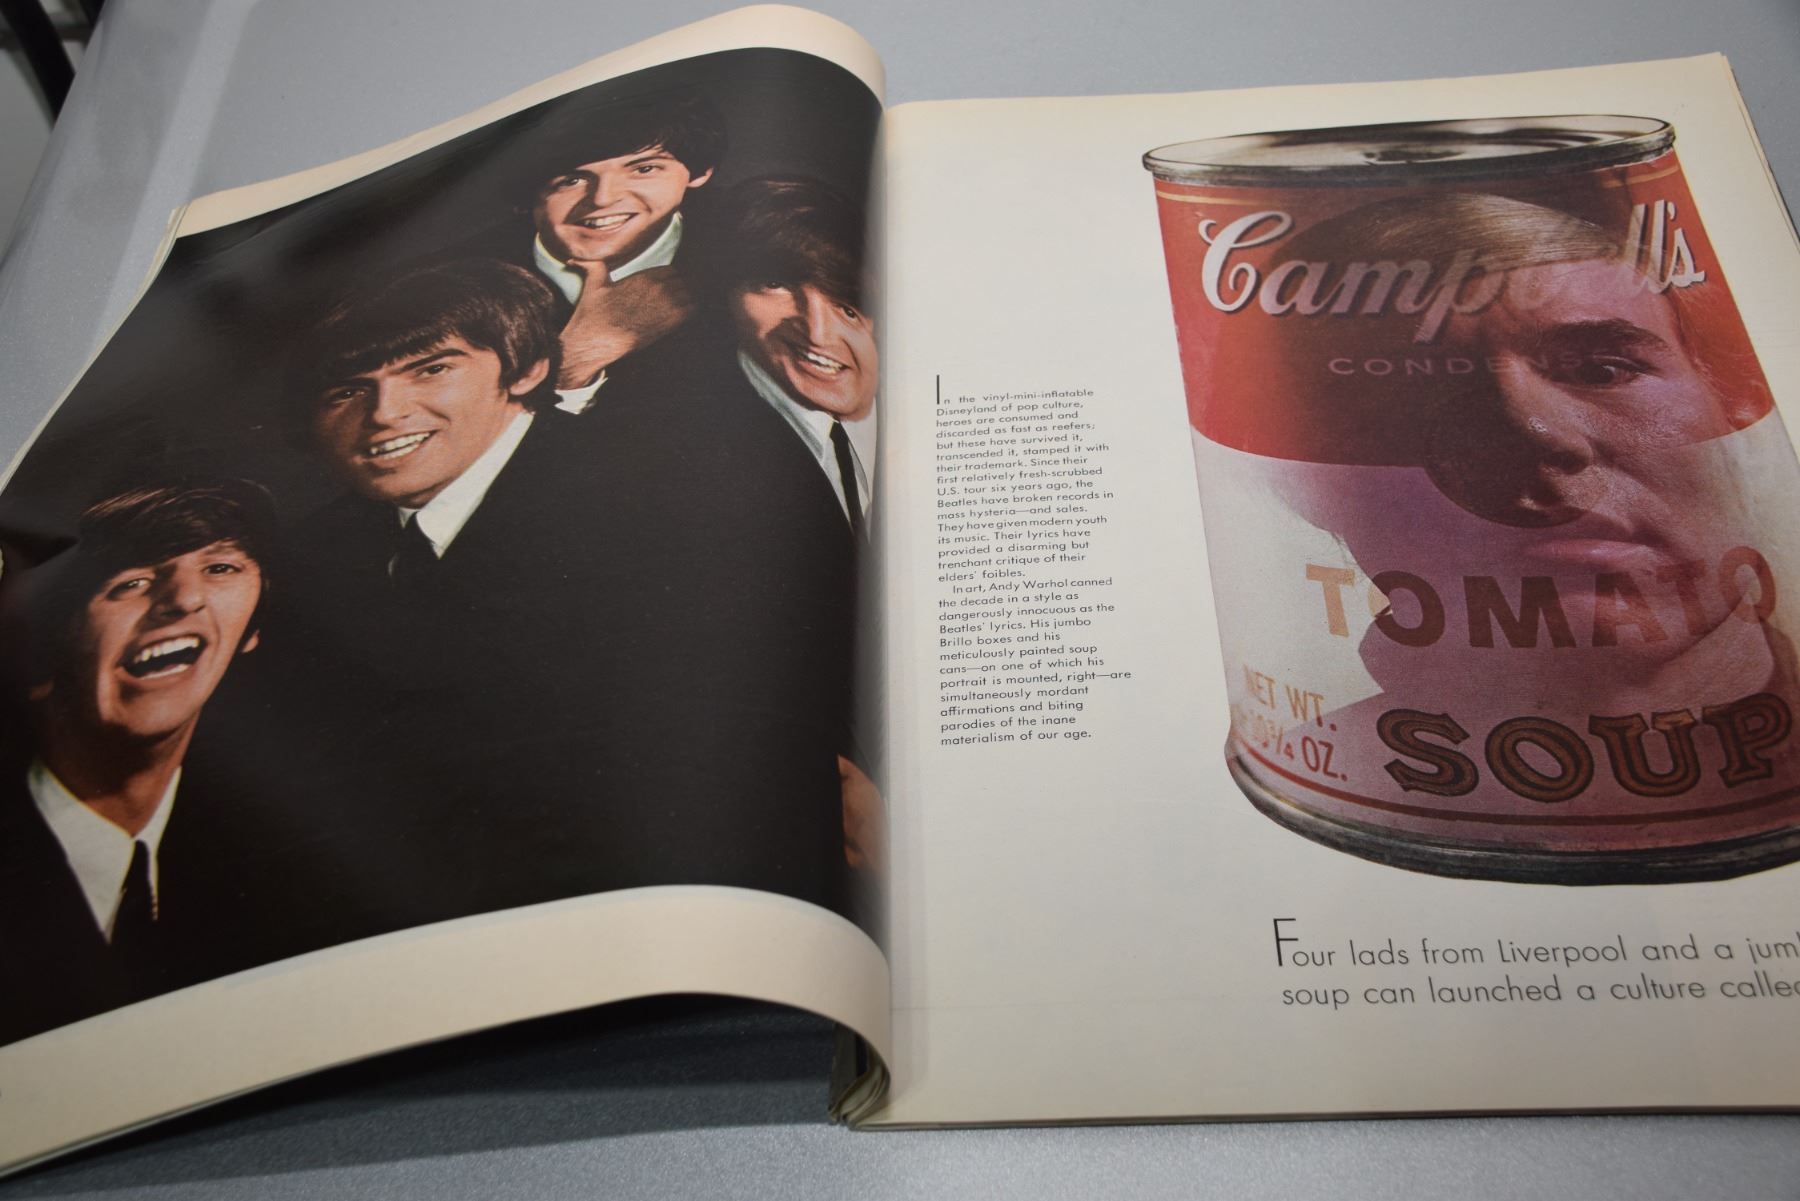 In the vinyl-mini-inflatable
Disneyland of pop culture,
heroes are consumed and
discarded as fast as reefers;
but these have survived it,
transcended it, stamped it with
their trademark. Since their
first relatively fresh-scrubbed
U.S. tour six years ago, the
Beatles have broken records in
mass hysteria—and sales.
They have given modern youth
its music. Their lyrics have
provided a disarming but
trenchant critique of their
elders' foibles.
In art, Andy Warhol canned
the decade in a style as
dangerously innocuous as the
Beatles' lyrics. His jumbo
Brillo boxes and his
meticulously painted soup
cans—on one of which his
portrait is mounted, right—are
simultaneously mordant
affirmations and biting
parodies of the inane
materialism of our age.
Campbell's
CONDENSED
TOMATO
NET WT.
10¾ OZ.
SOUP
Four lads from Liverpool and a
soup can launched a culture